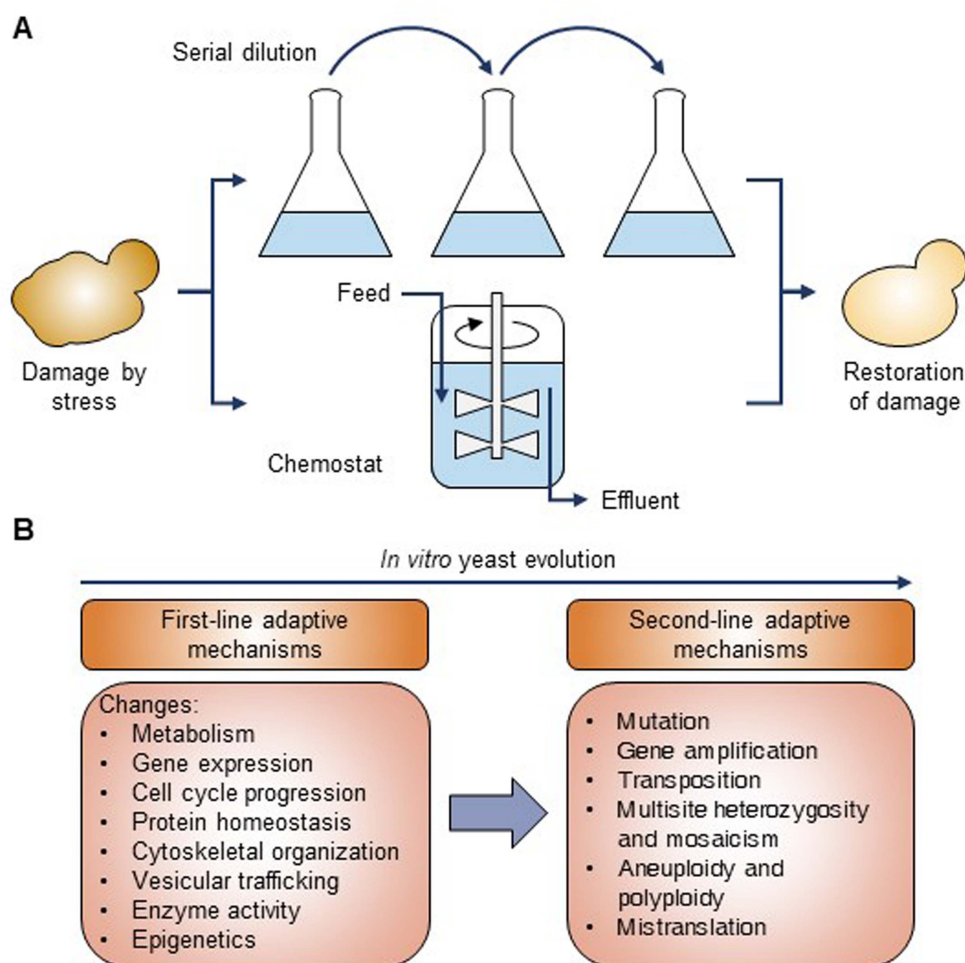 A
Serial dilution
Feed
Damage by
stress
Restoration
of damage
Chemostat
Effluent
B
In vitro yeast evolution
First-line adaptive
mechanisms
Second-line adaptive
mechanisms
Changes:
• Metabolism
• Gene expression
• Cell cycle progression
• Protein homeostasis
• Cytoskeletal organization
• Vesicular trafficking
• Enzyme activity
• Epigenetics
• Mutation
• Gene amplification
• Transposition
• Multisite heterozygosity
and mosaicism
• Aneuploidy and
polyploidy
• Mistranslation